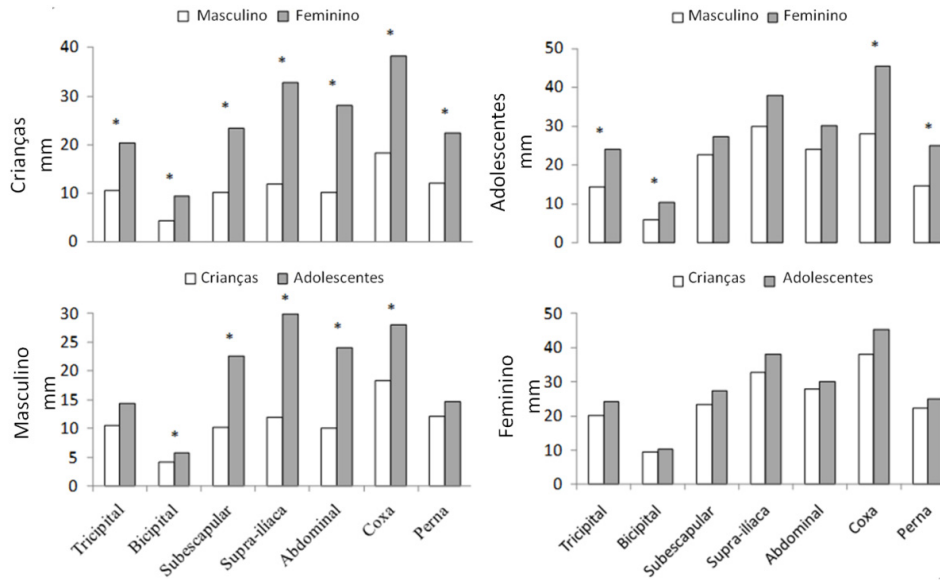 Masculino Feminino
Crianças
mm
40
30
20
10
0
* * * * * * *
Masculino Feminino
Adolescentes
mm
50
40
30
20
10
0
* * * *
Crianças Adolescentes
Masculino
mm
30
25
20
15
10
5
0
* * * * *
Tricipital
Bicipital
Subescapular
Supra-ilíaca
Abdominal
Coxa
Perna
Crianças Adolescentes
Feminino
mm
50
40
30
20
10
0
Tricipital
Bicipital
Subescapular
Supra-ilíaca
Abdominal
Coxa
Perna